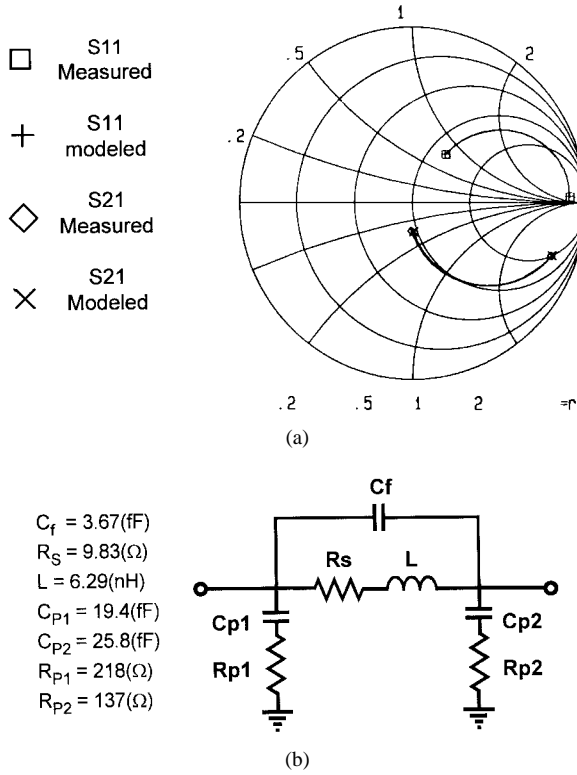 S11
Measured
S11
modeled
S21
Measured
S21
Modeled
1
.5
2
.2
.2
.5
1
2
(a)
Cf = 3.67(fF)
RS = 9.83(Ω)
L = 6.29(nH)
CP1 = 19.4(fF)
CP2 = 25.8(fF)
RP1 = 218(Ω)
RP2 = 137(Ω)
Cf
Rs
L
Cp1
Rp1
Cp2
Rp2
(b)